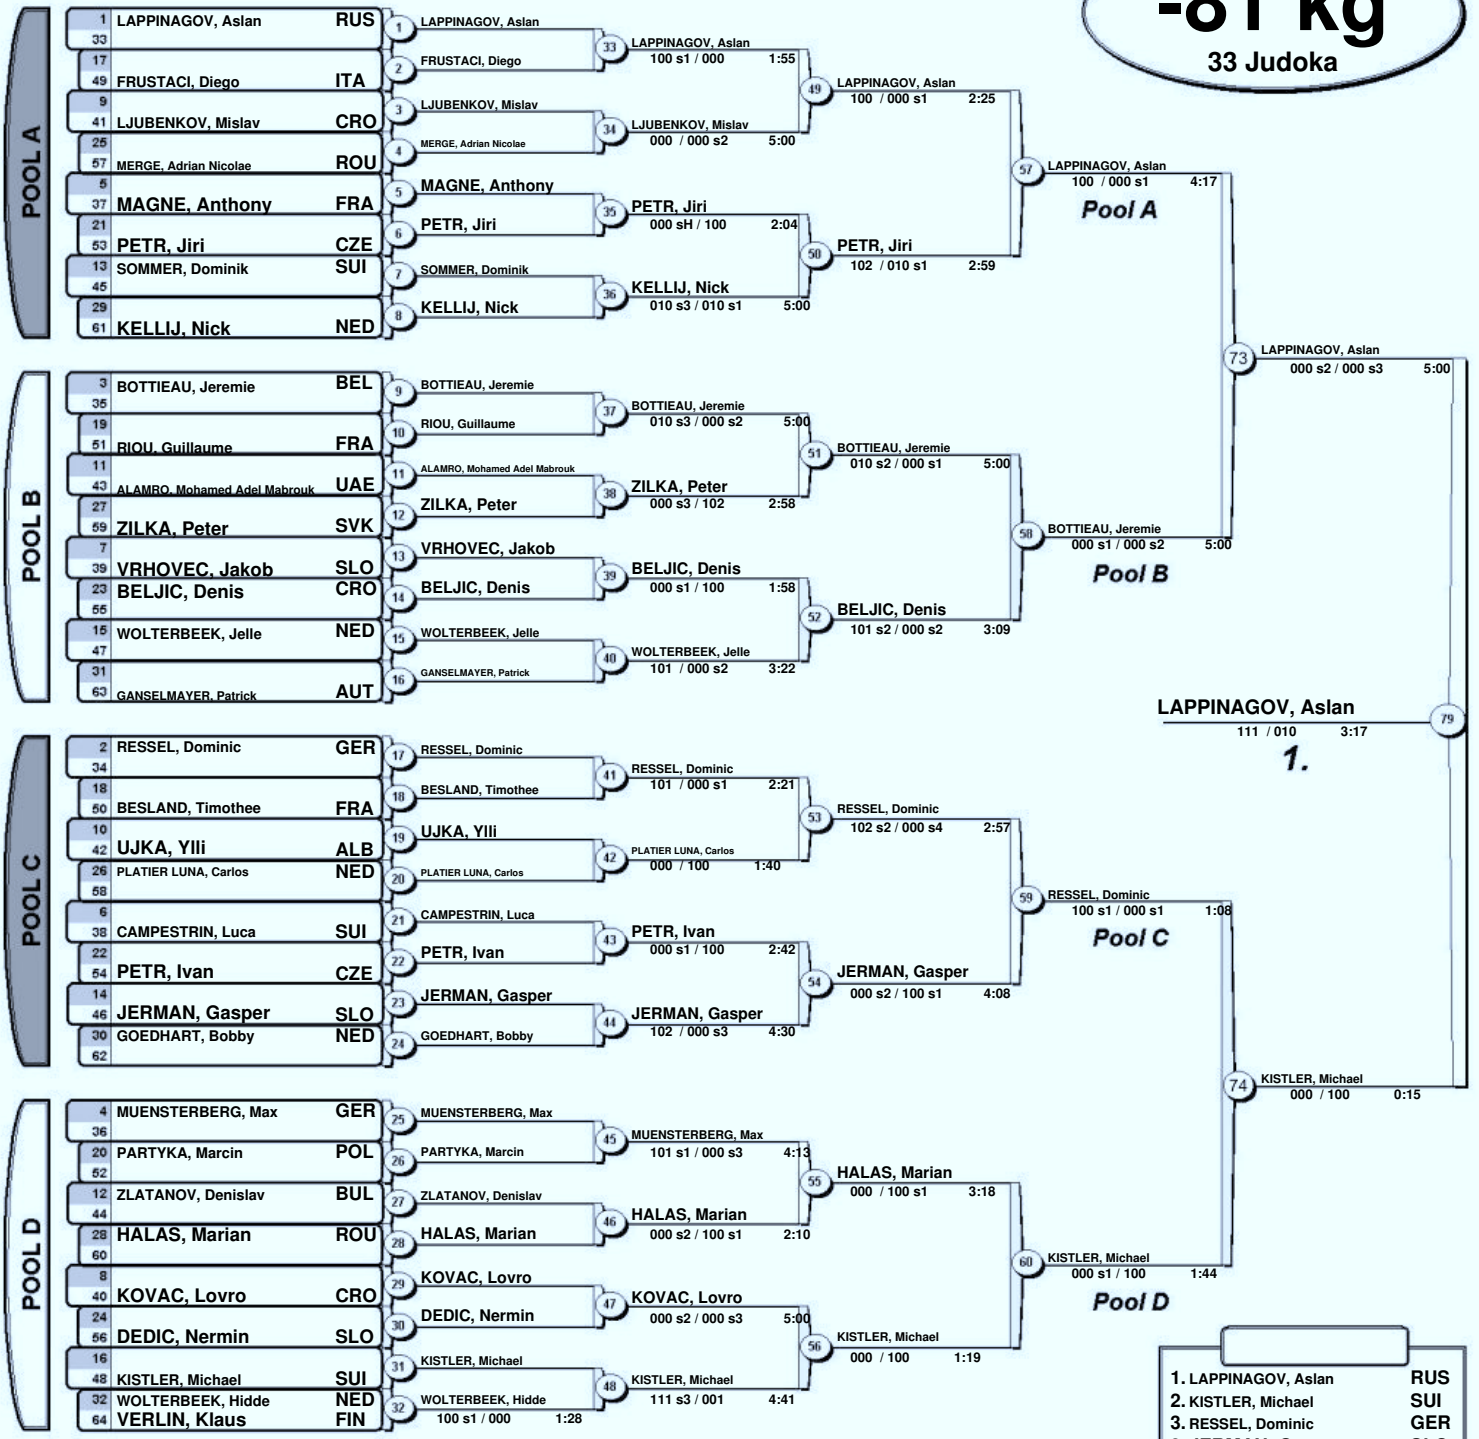 -81 kg
33 Judoka
POOL A
1 LAPPINAGOV, Aslan RUS
33
17
49 FRUSTACI, Diego ITA
9
41 LJUBENKOV, Mislav CRO
25
57 MERGE, Adrian Nicolae ROU
5
37 MAGNE, Anthony FRA
21
53 PETR, Jiri CZE
13 SOMMER, Dominik SUI
45
29
61 KELLIJ, Nick NED
1 LAPPINAGOV, Aslan
2 FRUSTACI, Diego
3 LJUBENKOV, Mislav
4 MERGE, Adrian Nicolae
5 MAGNE, Anthony
6 PETR, Jiri
7 SOMMER, Dominik
8 KELLIJ, Nick
33 LAPPINAGOV, Aslan
100 s1 / 000 1:55
34 LJUBENKOV, Mislav
000 / 000 s2 5:00
35 PETR, Jiri
000 sH / 100 2:04
36 KELLIJ, Nick
010 s3 / 010 s1 5:00
49 LAPPINAGOV, Aslan
100 / 000 s1 2:25
50 PETR, Jiri
102 / 010 s1 2:59
57 LAPPINAGOV, Aslan
100 / 000 s1 4:17
Pool A
POOL B
3 BOTTIEAU, Jeremie BEL
35
19
51 RIOU, Guillaume FRA
11
43 ALAMRO, Mohamed Adel Mabrouk UAE
27
59 ZILKA, Peter SVK
7
39 VRHOVEC, Jakob SLO
23 BELJIC, Denis CRO
55
15 WOLTERBEEK, Jelle NED
47
31
63 GANSELMAYER, Patrick AUT
9 BOTTIEAU, Jeremie
10 RIOU, Guillaume
11 ALAMRO, Mohamed Adel Mabrouk
12 ZILKA, Peter
13 VRHOVEC, Jakob
14 BELJIC, Denis
15 WOLTERBEEK, Jelle
16 GANSELMAYER, Patrick
37 BOTTIEAU, Jeremie
010 s3 / 000 s2 5:00
38 ZILKA, Peter
000 s3 / 102 2:58
39 BELJIC, Denis
000 s1 / 100 1:58
40 WOLTERBEEK, Jelle
101 / 000 s2 3:22
51 BOTTIEAU, Jeremie
010 s2 / 000 s1 5:00
52 BELJIC, Denis
101 s2 / 000 s2 3:09
58 BOTTIEAU, Jeremie
000 s1 / 000 s2 5:00
Pool B
73 LAPPINAGOV, Aslan
000 s2 / 000 s3 5:00
LAPPINAGOV, Aslan 79
111 / 010 3:17
1.
POOL C
2 RESSEL, Dominic GER
34
18
50 BESLAND, Timothee FRA
10
42 UJKA, Ylli ALB
26 PLATIER LUNA, Carlos NED
58
6
38 CAMPESTRIN, Luca SUI
22
54 PETR, Ivan CZE
14
46 JERMAN, Gasper SLO
30 GOEDHART, Bobby NED
62
17 RESSEL, Dominic
18 BESLAND, Timothee
19 UJKA, Ylli
20 PLATIER LUNA, Carlos
21 CAMPESTRIN, Luca
22 PETR, Ivan
23 JERMAN, Gasper
24 GOEDHART, Bobby
41 RESSEL, Dominic
101 / 000 s1 2:21
42 PLATIER LUNA, Carlos
000 / 100 1:40
43 PETR, Ivan
000 s1 / 100 2:42
44 JERMAN, Gasper
102 / 000 s3 4:30
53 RESSEL, Dominic
102 s2 / 000 s4 2:57
54 JERMAN, Gasper
000 s2 / 100 s1 4:08
59 RESSEL, Dominic
100 s1 / 000 s1 1:08
Pool C
POOL D
4 MUENSTERBERG, Max GER
36
20 PARTYKA, Marcin POL
52
12 ZLATANOV, Denislav BUL
44
28 HALAS, Marian ROU
60
8
40 KOVAC, Lovro CRO
24
56 DEDIC, Nermin SLO
16
48 KISTLER, Michael SUI
32 WOLTERBEEK, Hidde NED
64 VERLIN, Klaus FIN
25 MUENSTERBERG, Max
26 PARTYKA, Marcin
27 ZLATANOV, Denislav
28 HALAS, Marian
29 KOVAC, Lovro
30 DEDIC, Nermin
31 KISTLER, Michael
32 WOLTERBEEK, Hidde
100 s1 / 000 1:28
45 MUENSTERBERG, Max
101 s1 / 000 s3 4:13
46 HALAS, Marian
000 s2 / 100 s1 2:10
47 KOVAC, Lovro
000 s2 / 000 s3 5:00
48 KISTLER, Michael
111 s3 / 001 4:41
55 HALAS, Marian
000 / 100 s1 3:18
56 KISTLER, Michael
000 / 100 1:19
60 KISTLER, Michael
000 s1 / 100 1:44
Pool D
74 KISTLER, Michael
000 / 100 0:15
1. LAPPINAGOV, Aslan RUS
2. KISTLER, Michael SUI
3. RESSEL, Dominic GER